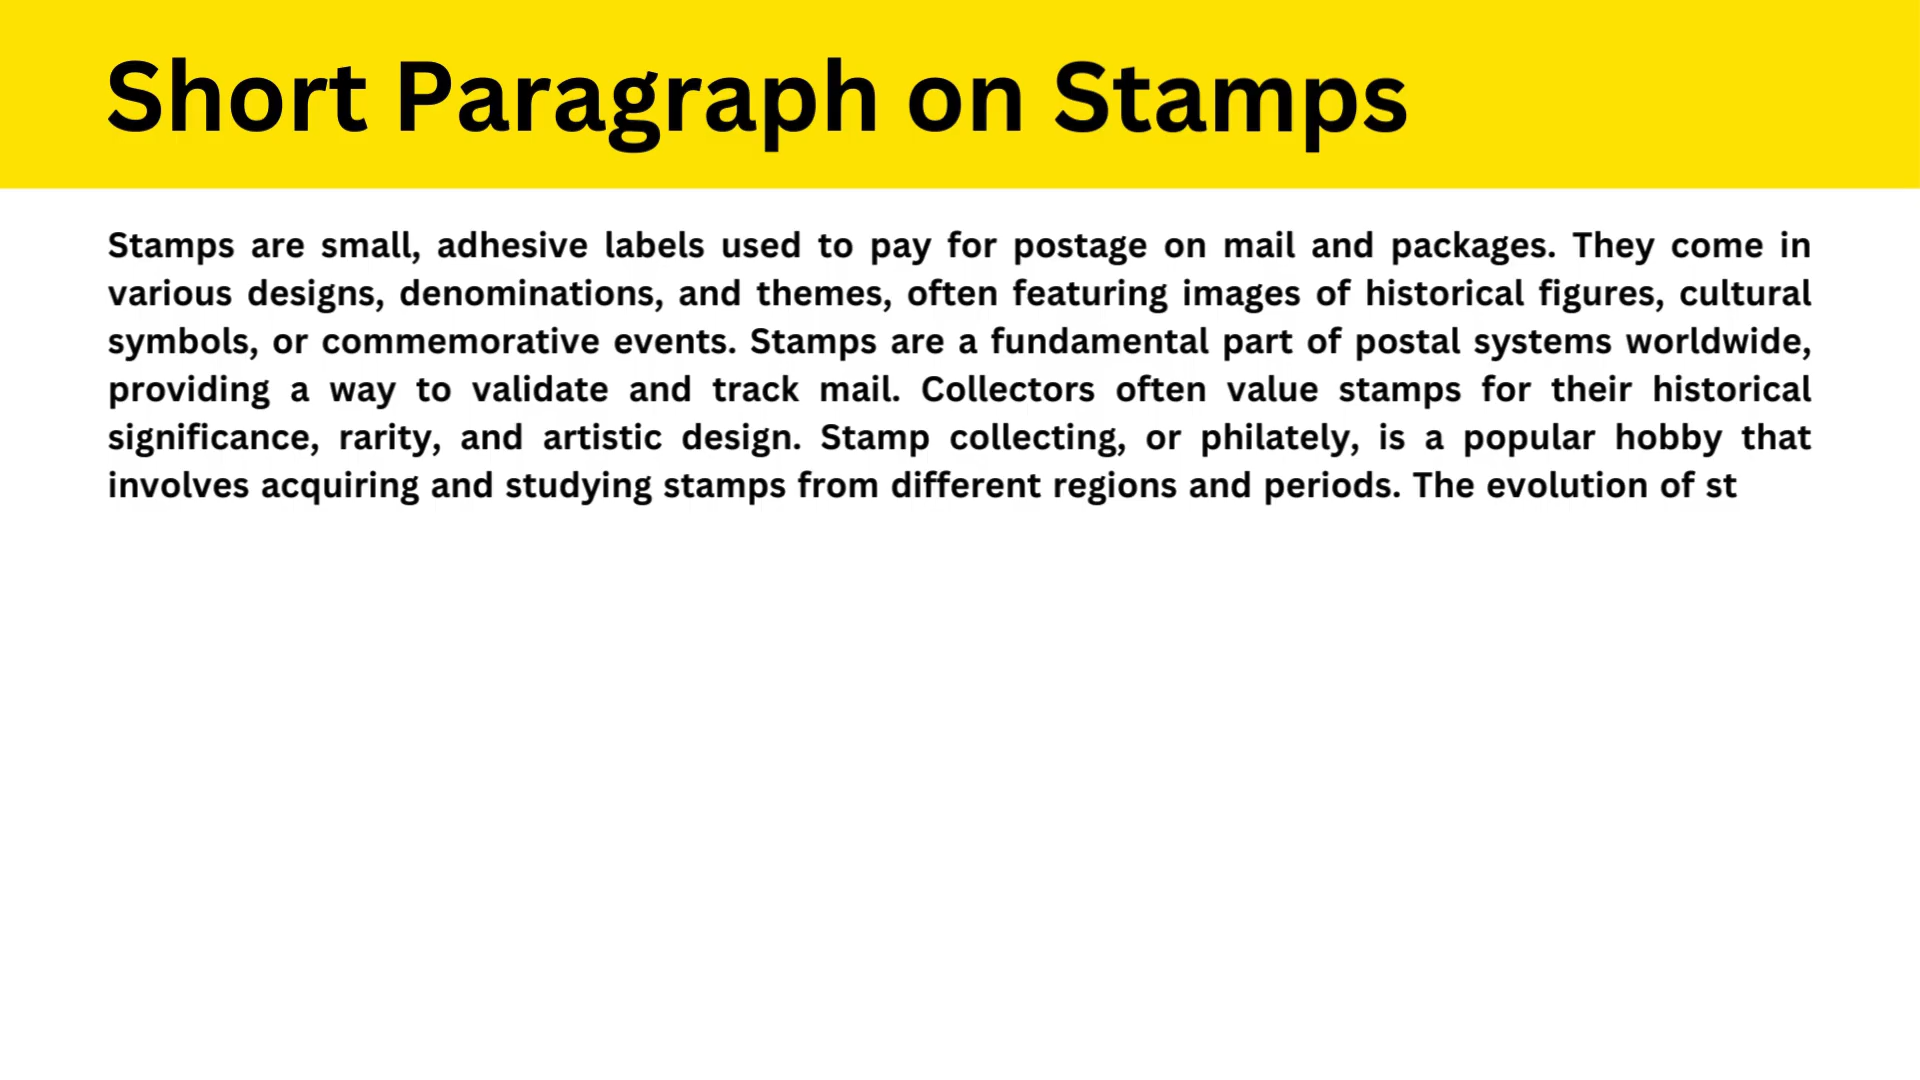 Short Paragraph on Stamps
Stamps are small, adhesive labels used to pay for postage on mail and packages. They come in
various designs, denominations, and themes, often featuring images of historical figures, cultural
symbols, or commemorative events. Stamps are a fundamental part of postal systems worldwide,
providing a way to validate and track mail. Collectors often value stamps for their historical
significance, rarity, and artistic design. Stamp collecting, or philately, is a popular hobby that
involves acquiring and studying stamps from different regions and periods. The evolution of st